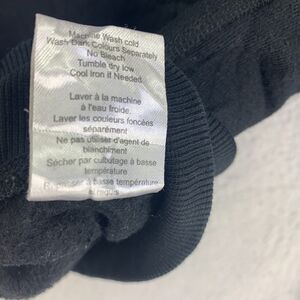 Machine Wash cold
Wash Dark Colours Separately
No Bleach
Tumble dry low
Cool Iron if Needed
Laver à la machine
à l'eau froide.
Laver les couleurs foncées
séparément
Ne pas utiliser d'agent de
blanchiment
Sécher par culbutage à basse
température
à basse température
si requis